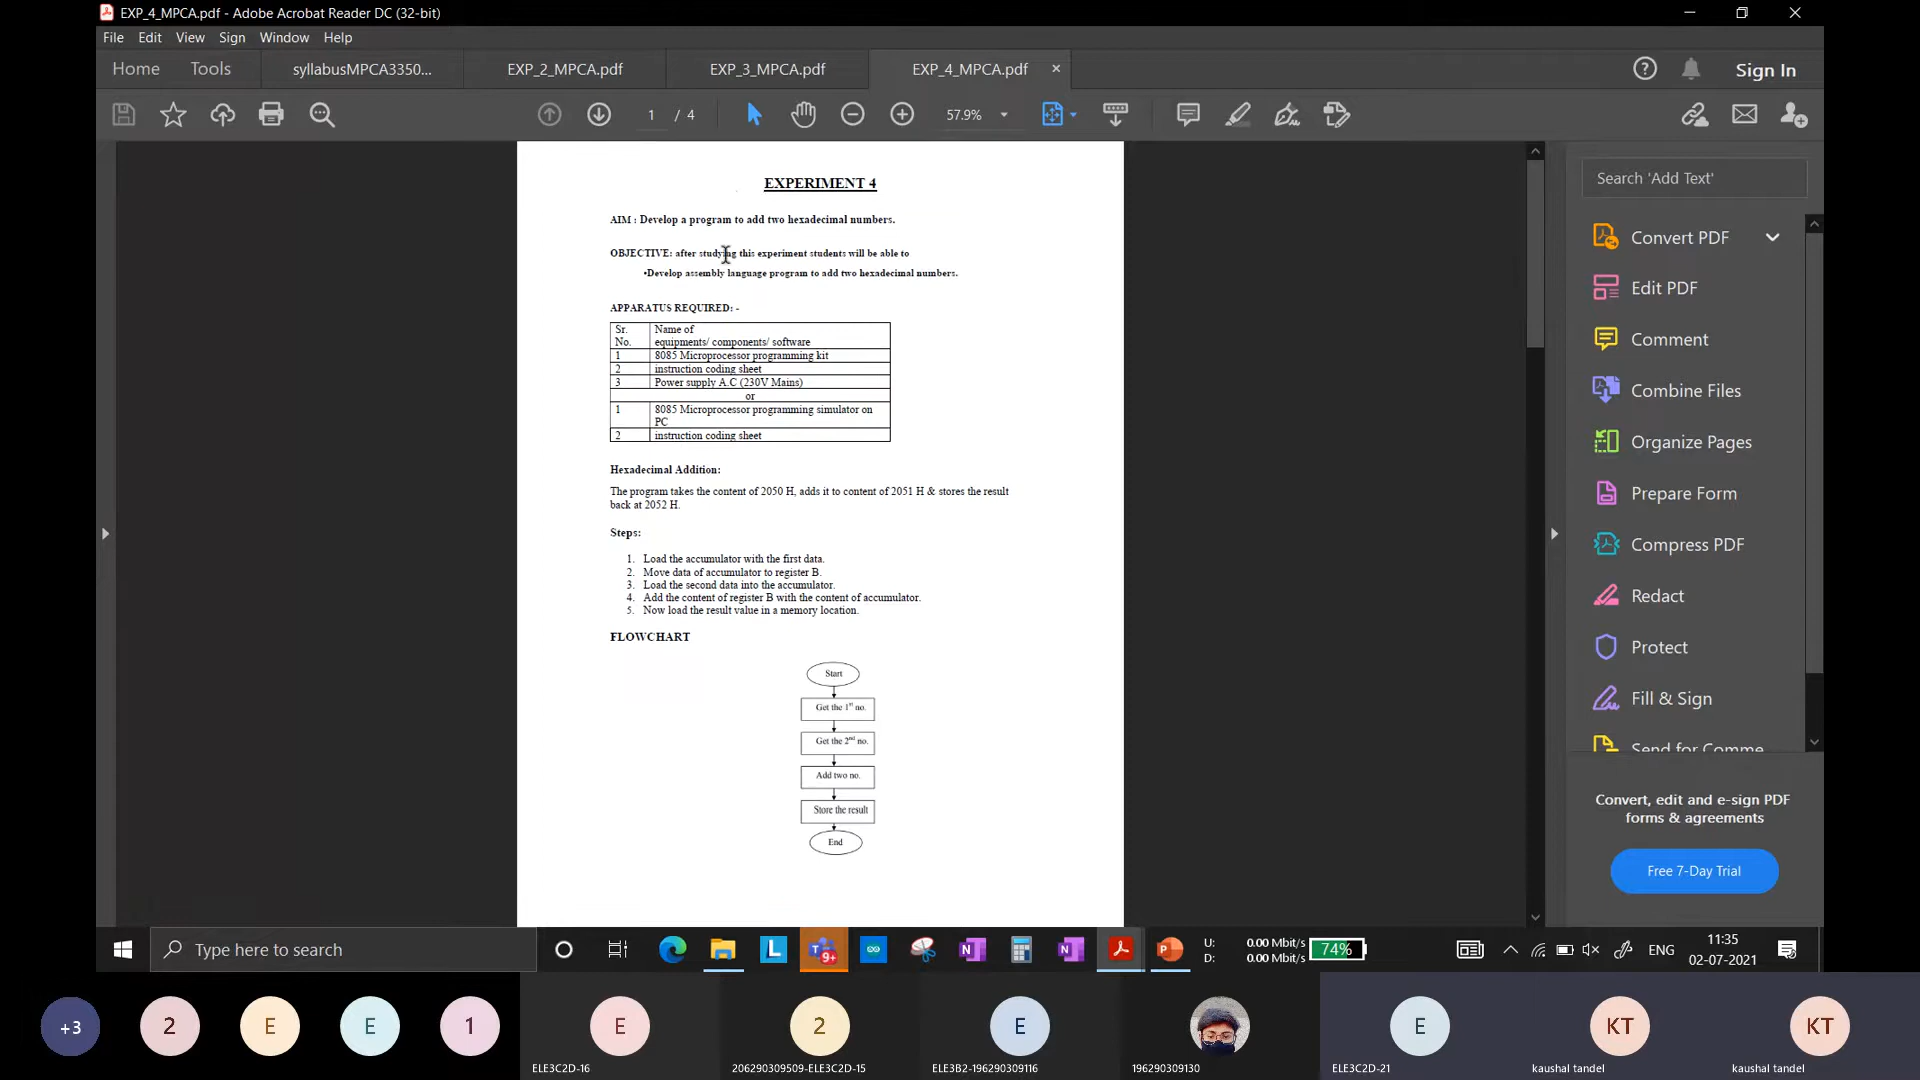 EXP_4_MPCA.pdf - Adobe Acrobat Reader DC (32-bit)
File Edit View Sign Window Help
Home Tools syllabusMPCA3350... EXP_2_MPCA.pdf EXP_3_MPCA.pdf EXP_4_MPCA.pdf × Sign In
1 / 4 57.9%
EXPERIMENT 4
AIM : Develop a program to add two hexadecimal numbers.
OBJECTIVE: after studying this experiment students will be able to
•Develop assembly language program to add two hexadecimal numbers.
APPARATUS REQUIRED: -
Sr. No. Name of equipments/ components/ software
1 8085 Microprocessor programming kit
2 instruction coding sheet
3 Power supply A.C (230V Mains)
or
1 8085 Microprocessor programming simulator on PC
2 instruction coding sheet
Hexadecimal Addition:
The program takes the content of 2050 H, adds it to content of 2051 H & stores the result
back at 2052 H.
Steps:
1. Load the accumulator with the first data.
2. Move data of accumulator to register B.
3. Load the second data into the accumulator.
4. Add the content of register B with the content of accumulator.
5. Now load the result value in a memory location.
FLOWCHART
Start
Get the 1st no.
Get the 2nd no.
Add two no.
Store the result
End
Search 'Add Text'
Convert PDF
Edit PDF
Comment
Combine Files
Organize Pages
Prepare Form
Compress PDF
Redact
Protect
Fill & Sign
Send for Comme
Convert, edit and e-sign PDF
forms & agreements
Free 7-Day Trial
Type here to search
L
9+
U: 0.00 Mbit/s
D: 0.00 Mbit/s
74%
ENG
11:35
02-07-2021
+3 2 E E 1 E 2 E E KT KT
ELE3C2D-16 206290309509-ELE3C2D-15 ELE3B2-196290309116 196290309130 ELE3C2D-21 kaushal tandel kaushal tandel